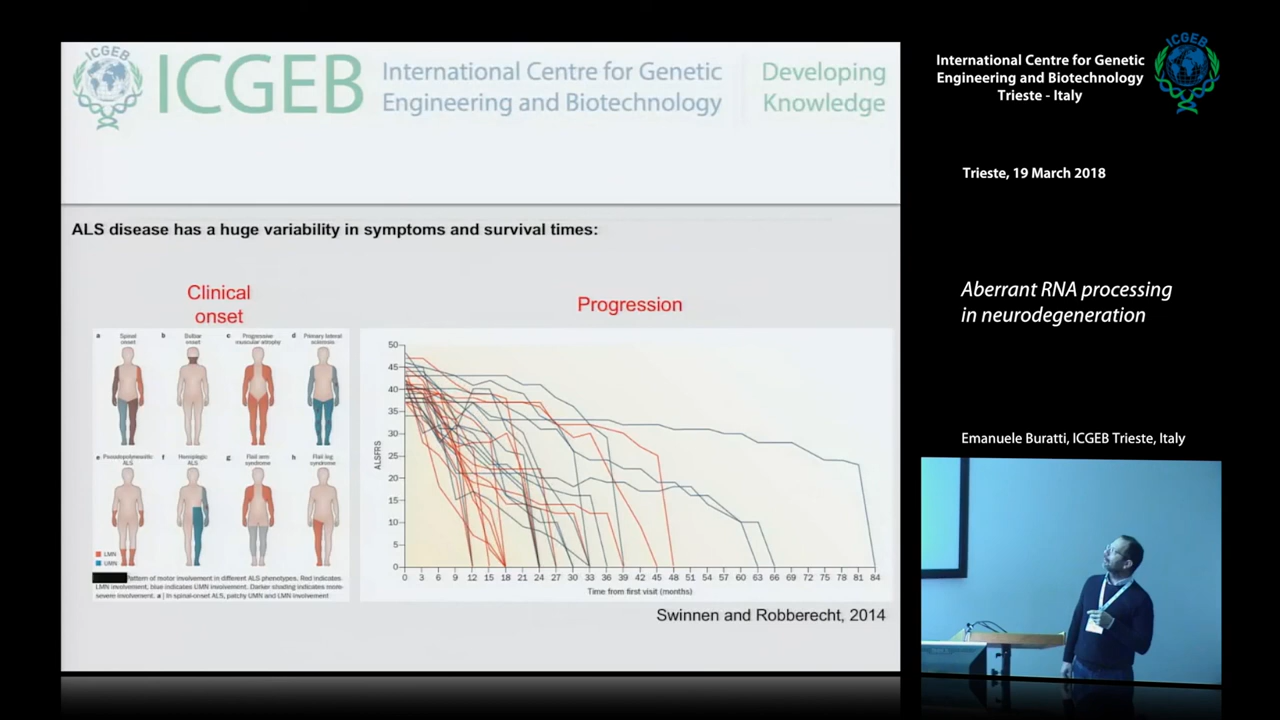 ICGEB
ICGEB
International Centre for Genetic
Engineering and Biotechnology
Developing
Knowledge
ALS disease has a huge variability in symptoms and survival times:
Clinical
onset
Progression
a Spinal
onset
b Bulbar
onset
c Progressive
muscular atrophy
d Primary lateral
sclerosis
e Pseudopolyneuritic
ALS
f Hemiplegic
ALS
g Flail arm
syndrome
h Flail leg
syndrome
LMN
UMN
Pattern of motor involvement in different ALS phenotypes. Red indicates
LMN involvement, blue indicates UMN involvement. Darker shading indicates more
severe involvement. a | In spinal-onset ALS, patchy UMN and LMN involvement
50
45
40
35
30
25
20
15
10
5
0
ALSFRS
0 3 6 9 12 15 18 21 24 27 30 33 36 39 42 45 48 51 54 57 60 63 66 69 72 75 78 81 84
Time from first visit (months)
Swinnen and Robberecht, 2014
International Centre for Genetic
Engineering and Biotechnology
Trieste - Italy
ICGEB
Trieste, 19 March 2018
Aberrant RNA processing
in neurodegeneration
Emanuele Buratti, ICGEB Trieste, Italy